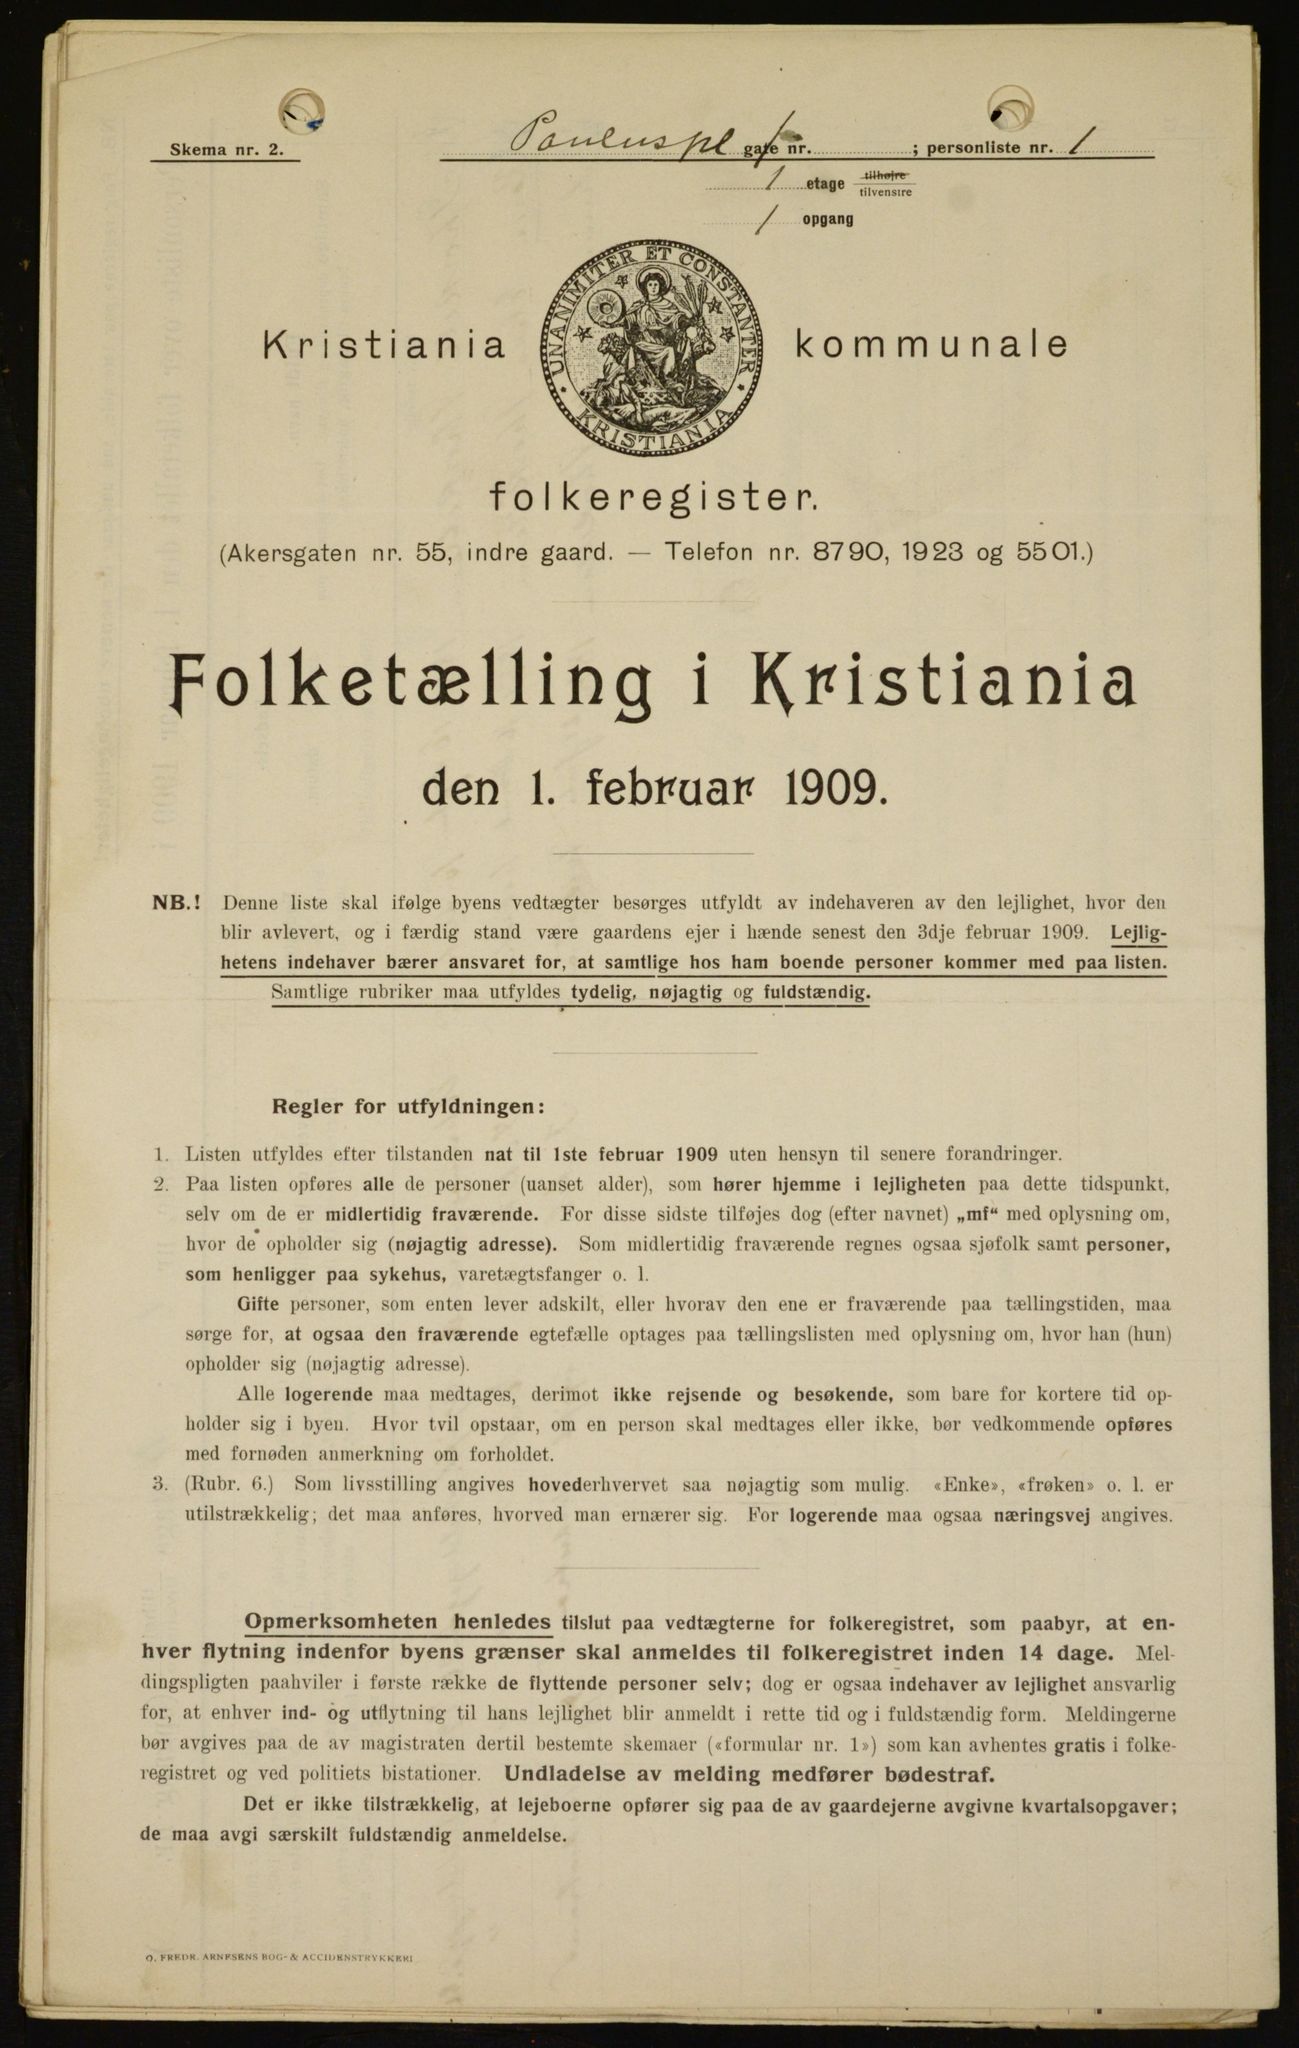 Skema nr. 2.
Pauluspl gate nr. 1; personliste nr. 1
1 etage tilhøjre
tilvenstre
1 opgang
UNANIMITER ET CONSTANTER
KRISTIANIA
Kristiania kommunale
folkeregister.
(Akersgaten nr. 55, indre gaard. — Telefon nr. 8790, 1923 og 5501.)
Folketælling i Kristiania
den 1. februar 1909.
NB.! Denne liste skal ifølge byens vedtægter besørges utfyldt av indehaveren av den lejlighet, hvor den
blir avlevert, og i færdig stand være gaardens ejer i hænde senest den 3dje februar 1909. Lejlig-
hetens indehaver bærer ansvaret for, at samtlige hos ham boende personer kommer med paa listen.
Samtlige rubriker maa utfyldes tydelig, nøjagtig og fuldstændig.
Regler for utfyldningen:
1. Listen utfyldes efter tilstanden nat til 1ste februar 1909 uten hensyn til senere forandringer.
2. Paa listen opføres alle de personer (uanset alder), som hører hjemme i lejligheten paa dette tidspunkt,
selv om de er midlertidig fraværende. For disse sidste tilføjes dog (efter navnet) „mf“ med oplysning om,
hvor de opholder sig (nøjagtig adresse). Som midlertidig fraværende regnes ogsaa sjøfolk samt personer,
som henligger paa sykehus, varetægtsfanger o. l.
Gifte personer, som enten lever adskilt, eller hvorav den ene er fraværende paa tællingstiden, maa
sørge for, at ogsaa den fraværende egtefælle optages paa tællingslisten med oplysning om, hvor han (hun)
opholder sig (nøjagtig adresse).
Alle logerende maa medtages, derimot ikke rejsende og besøkende, som bare for kortere tid op-
holder sig i byen. Hvor tvil opstaar, om en person skal medtages eller ikke, bør vedkommende opføres
med fornøden anmerkning om forholdet.
3. (Rubr. 6.) Som livsstilling angives hovederhvervet saa nøjagtig som mulig. «Enke», «frøken» o. l. er
utilstrækkelig; det maa anføres, hvorved man ernærer sig. For logerende maa ogsaa næringsvej angives.
Opmerksomheten henledes tilslut paa vedtægterne for folkeregistret, som paabyr, at en-
hver flytning indenfor byens grænser skal anmeldes til folkeregistret inden 14 dage. Mel-
dingspligten paahviler i første række de flyttende personer selv; dog er ogsaa indehaver av lejlighet ansvarlig
for, at enhver ind- og utflytning til hans lejlighet blir anmeldt i rette tid og i fuldstændig form. Meldingerne
bør avgives paa de av magistraten dertil bestemte skemaer («formular nr. 1») som kan avhentes gratis i folke-
registret og ved politiets bistationer. Undladelse av melding medfører bødestraf.
Det er ikke tilstrækkelig, at lejeboerne opfører sig paa de av gaardejerne avgivne kvartalsopgaver;
de maa avgi særskilt fuldstændig anmeldelse.
O. FREDR. ARNESENS BOG- & ACCIDENSTRYKKERI